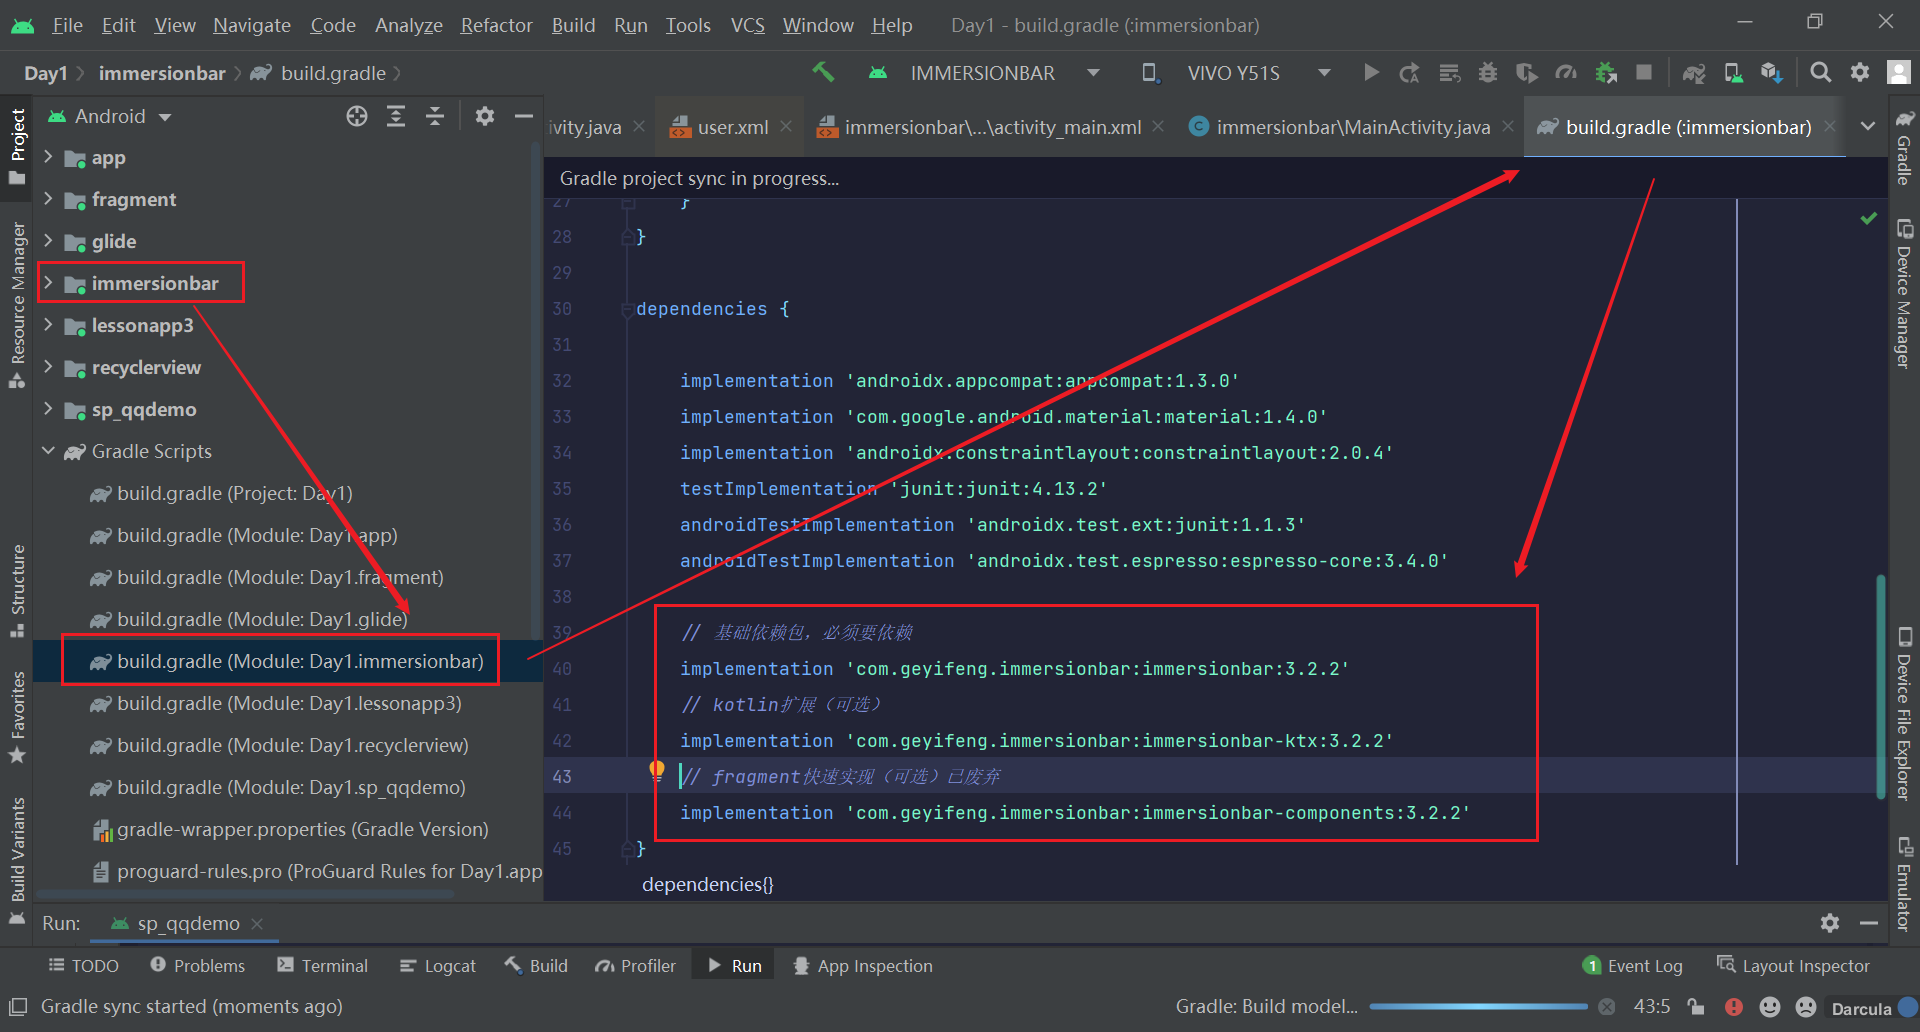 File Edit View Navigate Code Analyze Refactor Build Run Tools VCS Window Help Day1 - build.gradle (:immersionbar)
Day1 immersionbar build.gradle IMMERSIONBAR VIVO Y51S
Android
ivity.java user.xml immersionbar\...\activity_main.xml immersionbar\MainActivity.java build.gradle (:immersionbar)
Gradle project sync in progress...
Project
Resource Manager
Structure
Favorites
Build Variants
app
fragment
glide
immersionbar
lessonapp3
recyclerview
sp_qqdemo
Gradle Scripts
build.gradle (Project: Day1)
build.gradle (Module: Day1.app)
build.gradle (Module: Day1.fragment)
build.gradle (Module: Day1.glide)
build.gradle (Module: Day1.immersionbar)
build.gradle (Module: Day1.lessonapp3)
build.gradle (Module: Day1.recyclerview)
build.gradle (Module: Day1.sp_qqdemo)
gradle-wrapper.properties (Gradle Version)
proguard-rules.pro (ProGuard Rules for Day1.app
27 }
28 }
29
30 dependencies {
31
32 implementation 'androidx.appcompat:appcompat:1.3.0'
33 implementation 'com.google.android.material:material:1.4.0'
34 implementation 'androidx.constraintlayout:constraintlayout:2.0.4'
35 testImplementation 'junit:junit:4.13.2'
36 androidTestImplementation 'androidx.test.ext:junit:1.1.3'
37 androidTestImplementation 'androidx.test.espresso:espresso-core:3.4.0'
38
39 // 基础依赖包，必须要依赖
40 implementation 'com.geyifeng.immersionbar:immersionbar:3.2.2'
41 // kotlin扩展（可选）
42 implementation 'com.geyifeng.immersionbar:immersionbar-ktx:3.2.2'
43 // fragment快速实现（可选）已废弃
44 implementation 'com.geyifeng.immersionbar:immersionbar-components:3.2.2'
45 }
dependencies{}
Gradle
Device Manager
Device File Explorer
Emulator
Run: sp_qqdemo
TODO Problems Terminal Logcat Build Profiler Run App Inspection 1 Event Log Layout Inspector
Gradle sync started (moments ago) Gradle: Build model... 43:5 Darcula